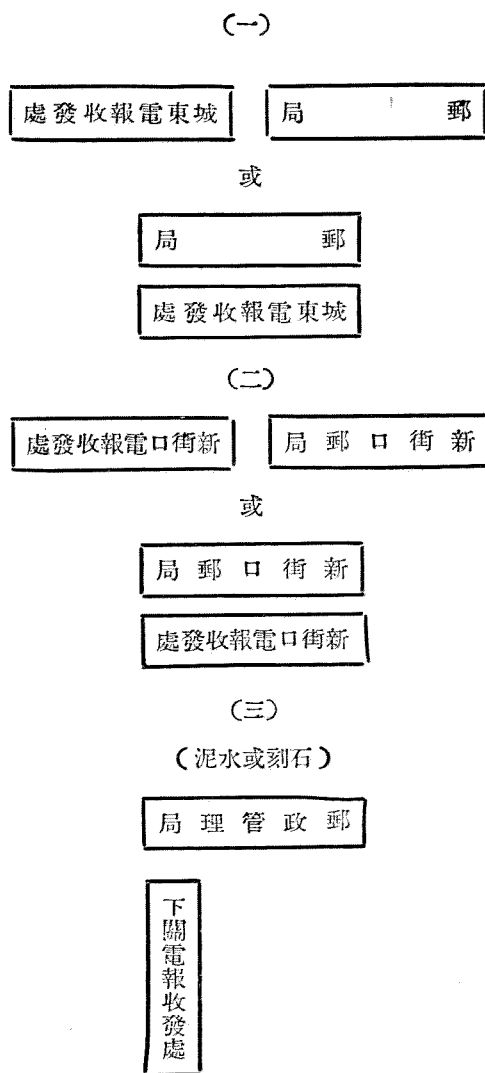 (一)
郵局 城東電報收發處
或
郵局
城東電報收發處
(二)
新街口郵局 新街口電報收發處
或
新街口郵局
新街口電報收發處
(三)
(泥水或刻石)
郵政管理局
下關電報收發處